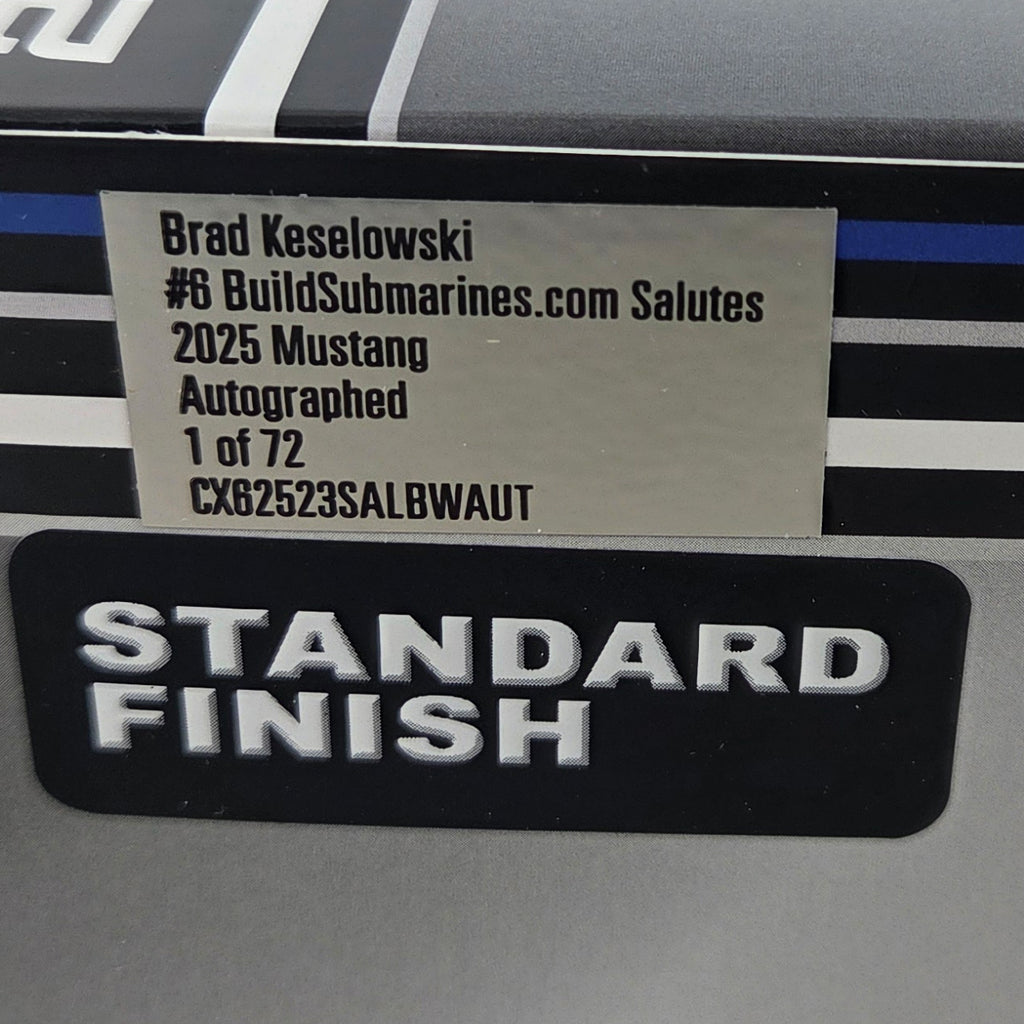 Brad Keselowski
#6 BuildSubmarines.com Salutes
2025 Mustang
Autographed
1 of 72
CX62523SALBWAUT
STANDARD
FINISH